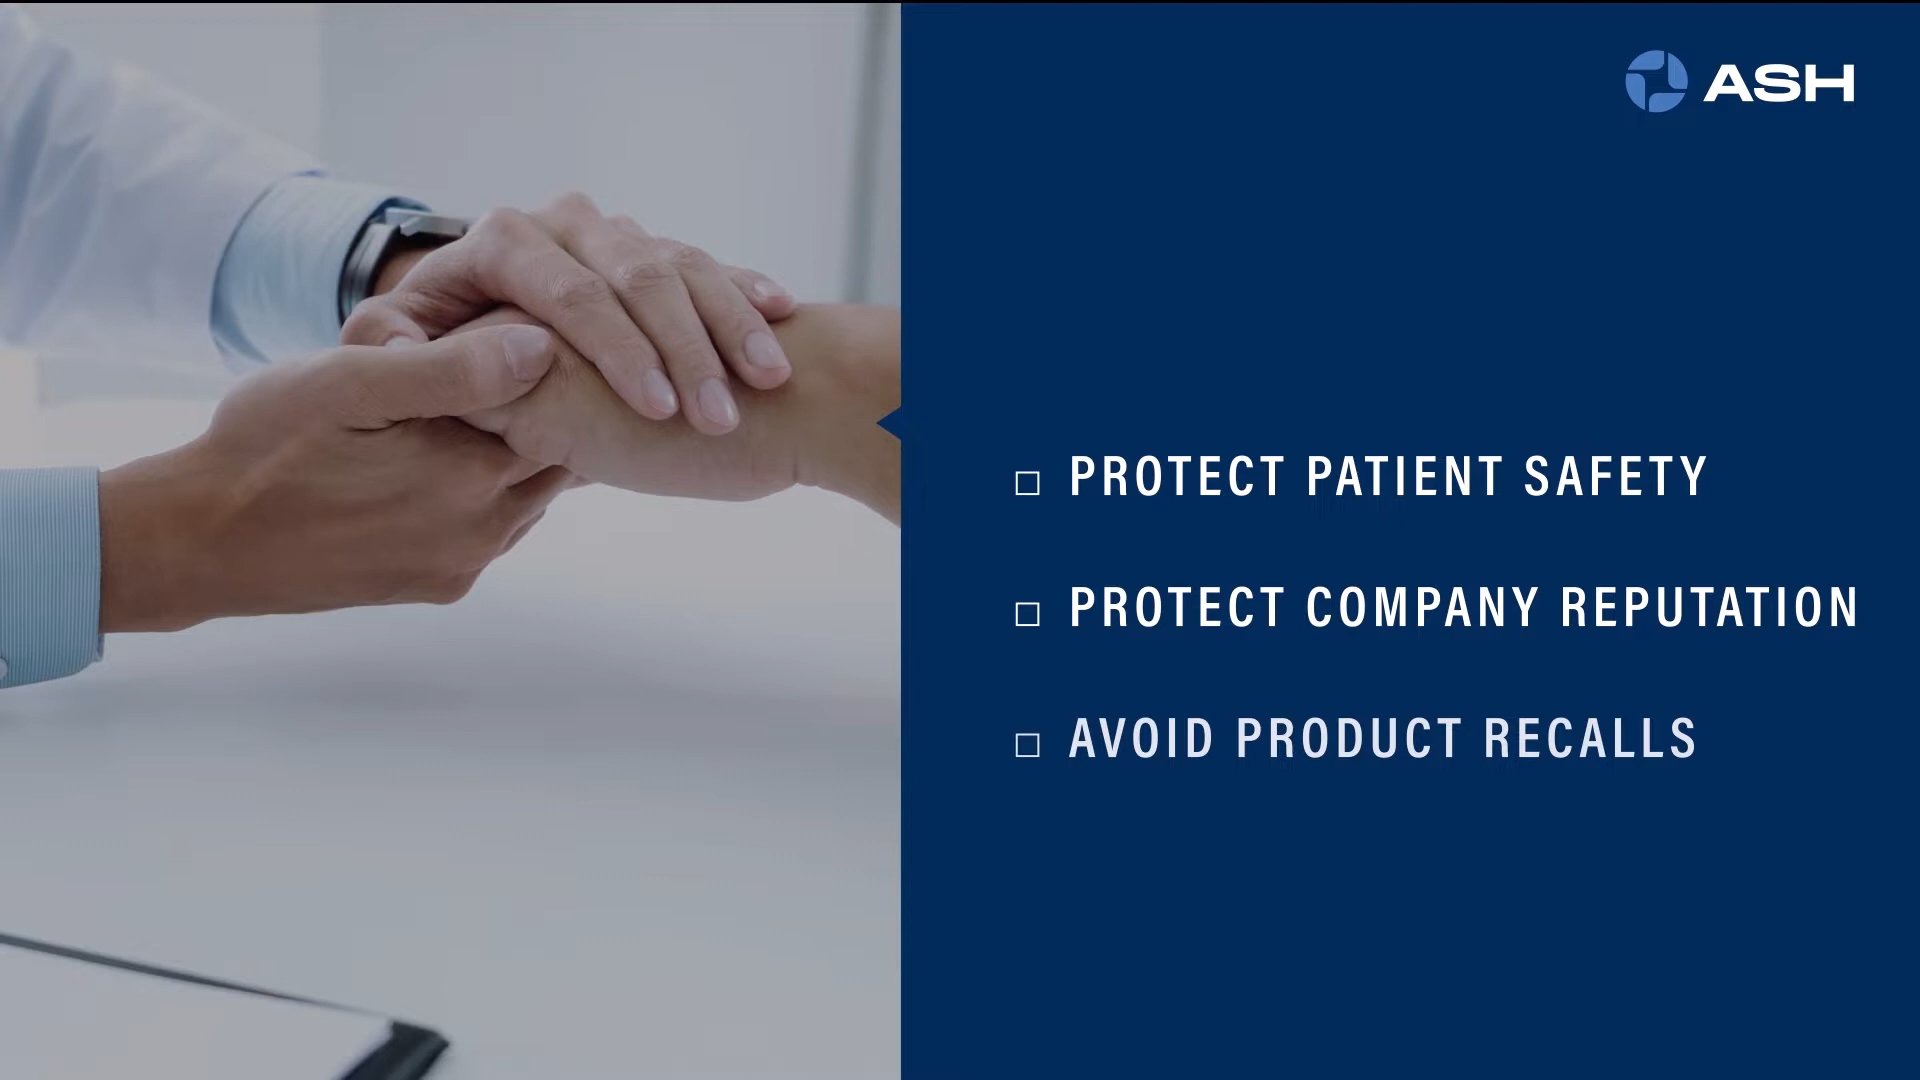 ASH
□ PROTECT PATIENT SAFETY
□ PROTECT COMPANY REPUTATION
□ AVOID PRODUCT RECALLS